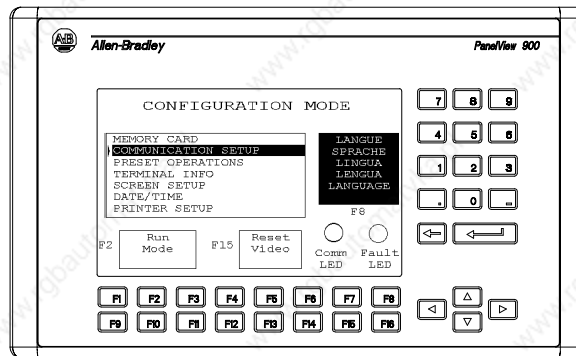 AB Allen-Bradley PanelView 900
CONFIGURATION MODE
MEMORY CARD
COMMUNICATION SETUP
PRESET OPERATIONS
TERMINAL INFO
SCREEN SETUP
DATE/TIME
PRINTER SETUP
LANGUE
SPRACHE
LINGUA
LENGUA
LANGUAGE
F8
F2 Run Mode
F15 Reset Video
Comm LED
Fault LED
7 8 9
4 5 6
1 2 3
. 0 -
F1 F2 F3 F4 F5 F6 F7 F8
F9 F10 F11 F12 F13 F14 F15 F16